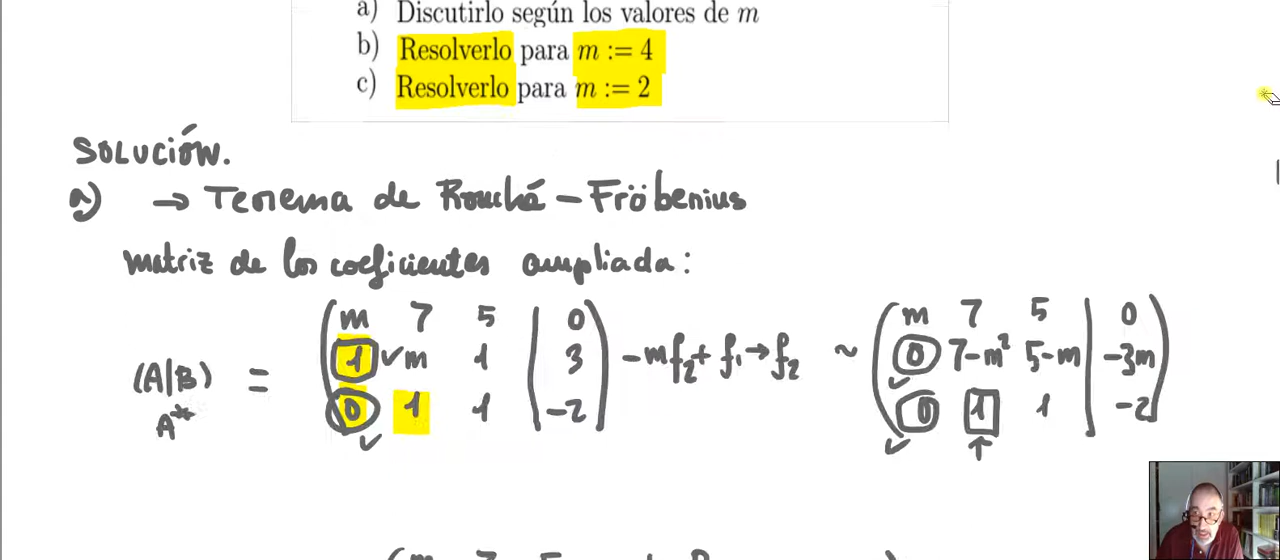 a) Discutirlo según los valores de m
b) Resolverlo para m := 4
c) Resolverlo para m := 2
SOLUCIÓN.
a) → Teorema de Rouché – Fröbenius
matriz de los coeficientes ampliada:
m 7 5 | 0 m 7 5 | 0
(A|B) = 1 m 1 | 3 -mf₂ + f₁ → f₂ ~ 0 7-m² 5-m | -3m
A* 0 1 1 | -2 0 1 1 | -2